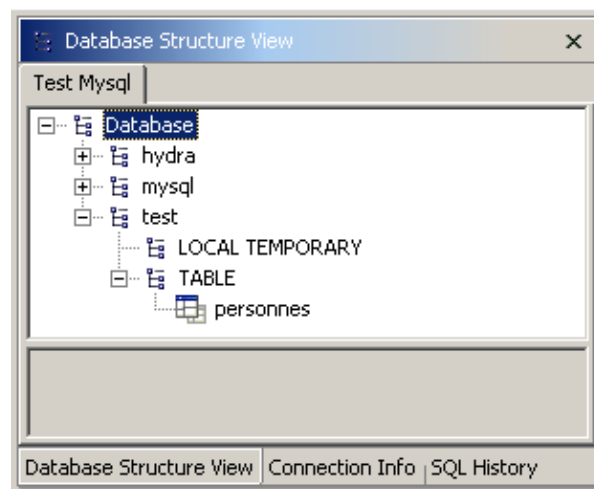 Database Structure View
Test Mysql
Database
hydra
mysql
test
LOCAL TEMPORARY
TABLE
personnes
Database Structure View Connection Info SQL History